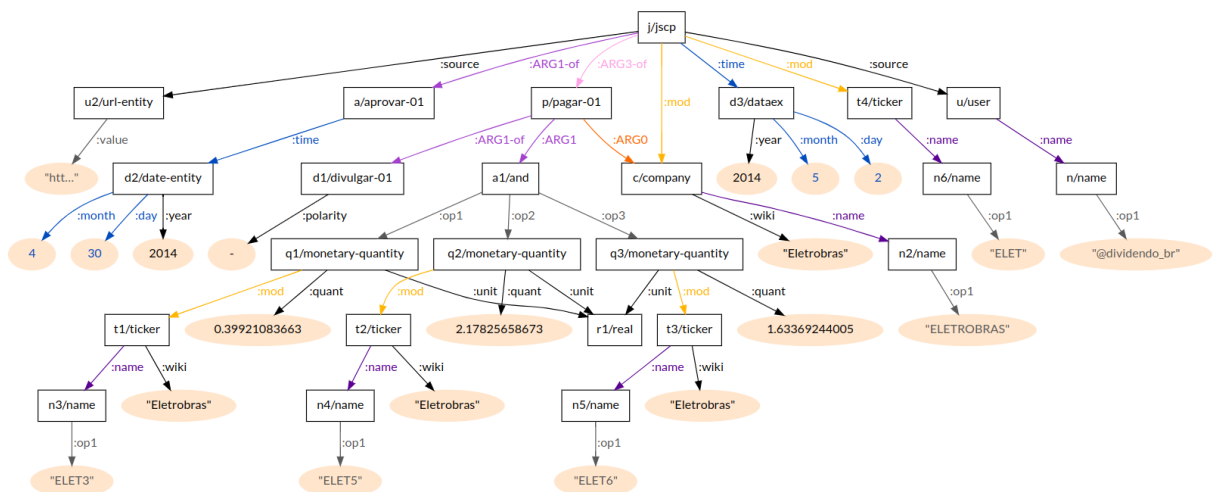 j/jscp
:source :ARG1-of :ARG3-of :mod :time :mod :source
u2/url-entity a/aprovar-01 p/pagar-01 d3/dataex t4/ticker u/user
:value :time :ARG1-of :ARG1 :ARG0 :year :month :day :name :name
"htt..." d2/date-entity d1/divulgar-01 a1/and c/company 2014 5 2 n6/name n/name
:month :day :year :polarity :op1 :op2 :op3 :wiki :name :op1 :op1
4 30 2014 - q1/monetary-quantity q2/monetary-quantity q3/monetary-quantity "Eletrobras" n2/name "ELET" "@dividendo_br"
:mod :quant :unit :mod :quant :unit :unit :mod :quant :op1
t1/ticker 0.39921083663 t2/ticker 2.17825658673 r1/real t3/ticker 1.63369244005 "ELETROBRAS"
:name :wiki :name :wiki :name :wiki
n3/name "Eletrobras" n4/name "Eletrobras" n5/name "Eletrobras"
:op1 :op1 :op1
"ELET3" "ELET5" "ELET6"